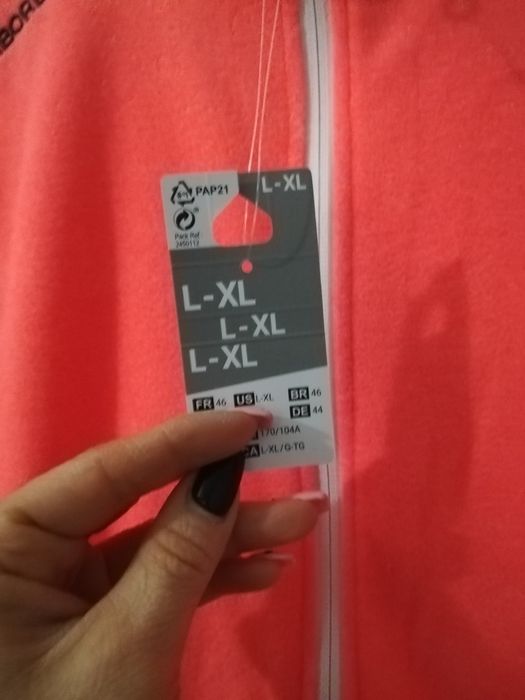 PAP21
L-XL
Pack Ref :
2450112
L-XL
L-XL
L-XL
FR 46 US L-XL BR 46
DE 44
170/104A
CA L-XL/G-TG